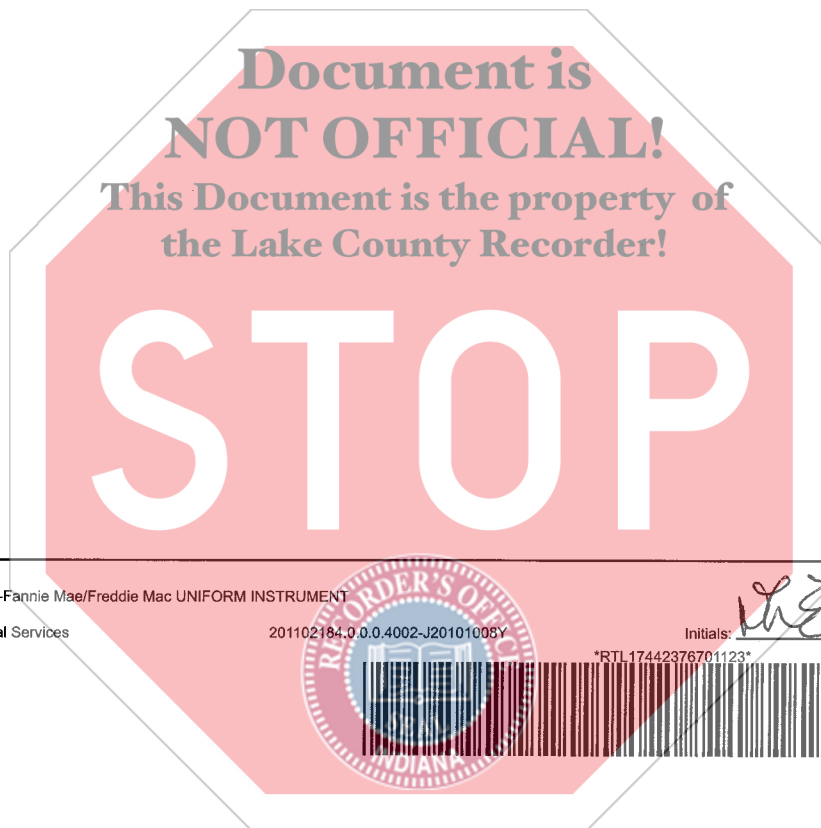 Document is
NOT OFFICIAL!
This Document is the property of
the Lake County Recorder!
STOP
-Fannie Mae/Freddie Mac UNIFORM INSTRUMENT
al Services 201102184.0.0.0.4002-J20101008Y Initials:
*RTL17442376701123*
RECORDER'S OFFICE
SEAL
INDIANA